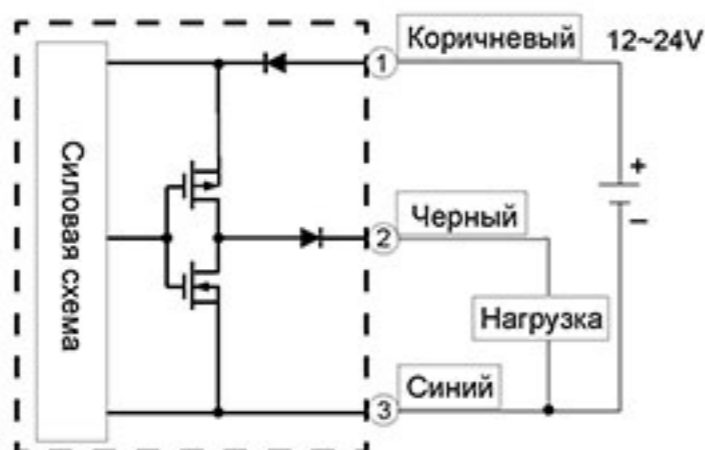 Коричневый
12~24V
1
Силовая схема
+
Черный
2
−
Нагрузка
Синий
3